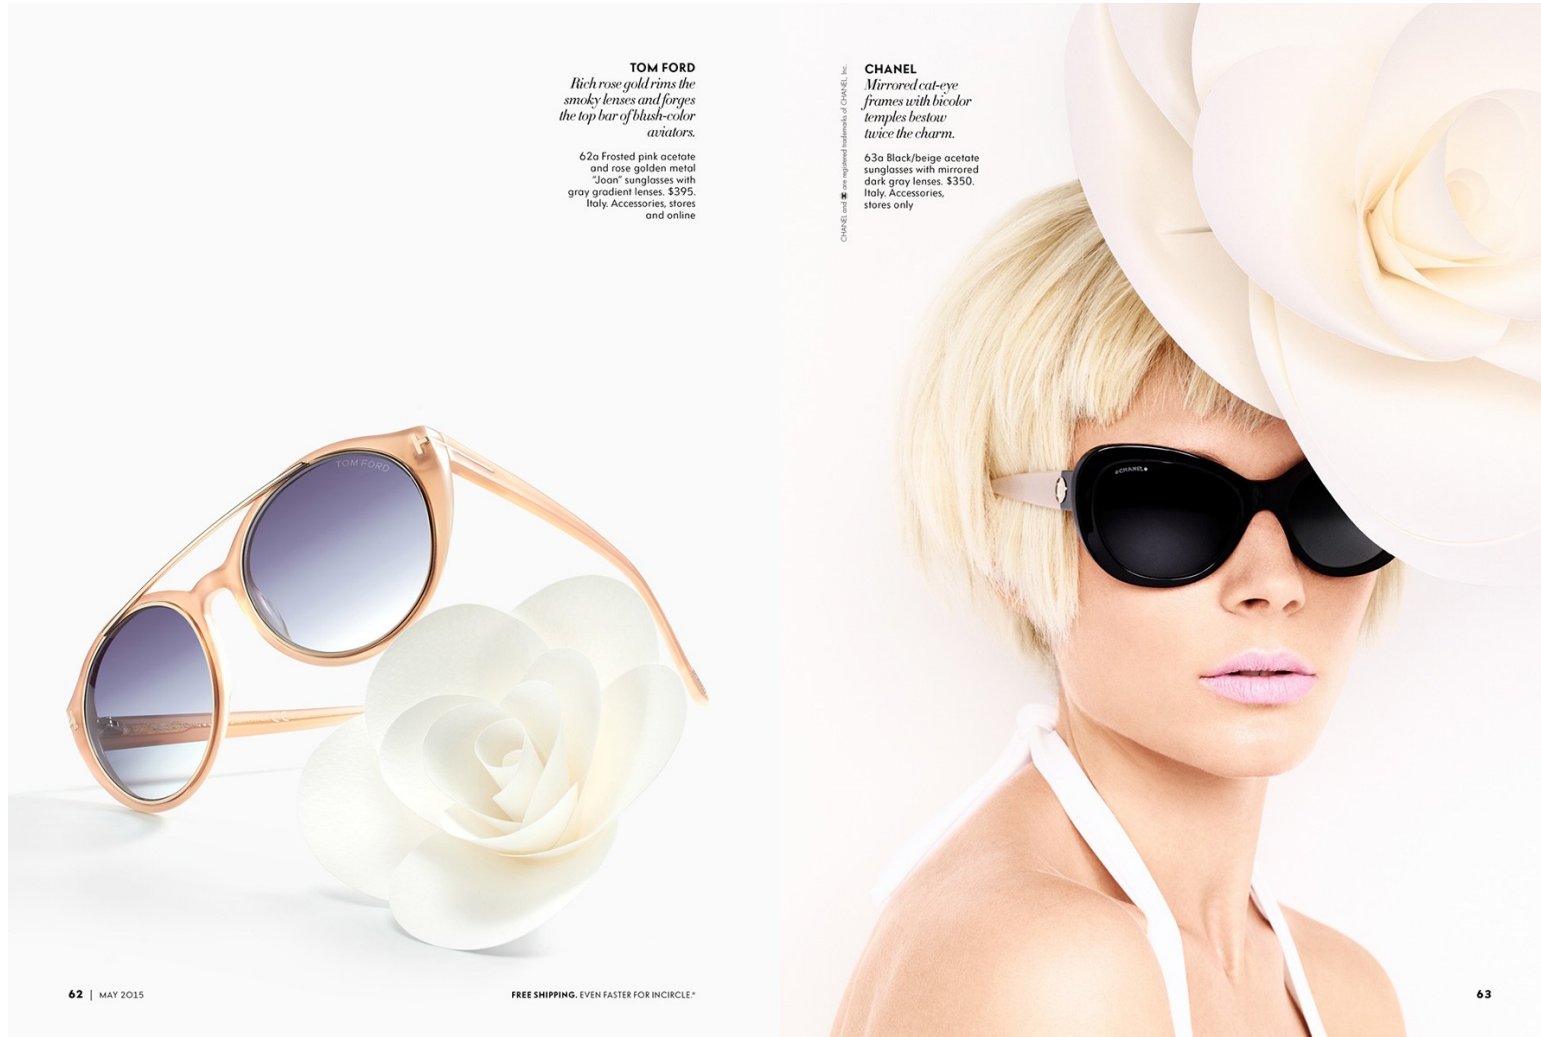 TOM FORD
Rich rose gold rims the
smoky lenses and forges
the top bar of blush-color
aviators.
62a Frosted pink acetate
and rose golden metal
"Joan" sunglasses with
gray gradient lenses. $395.
Italy. Accessories, stores
and online
TOM FORD
62 | MAY 2015
FREE SHIPPING. EVEN FASTER FOR INCIRCLE.*
CHANEL and are registered trademarks of CHANEL, Inc.
CHANEL
Mirrored cat-eye
frames with bicolor
temples bestow
twice the charm.
63a Black/beige acetate
sunglasses with mirrored
dark gray lenses. $350.
Italy. Accessories,
stores only
CHANEL
63